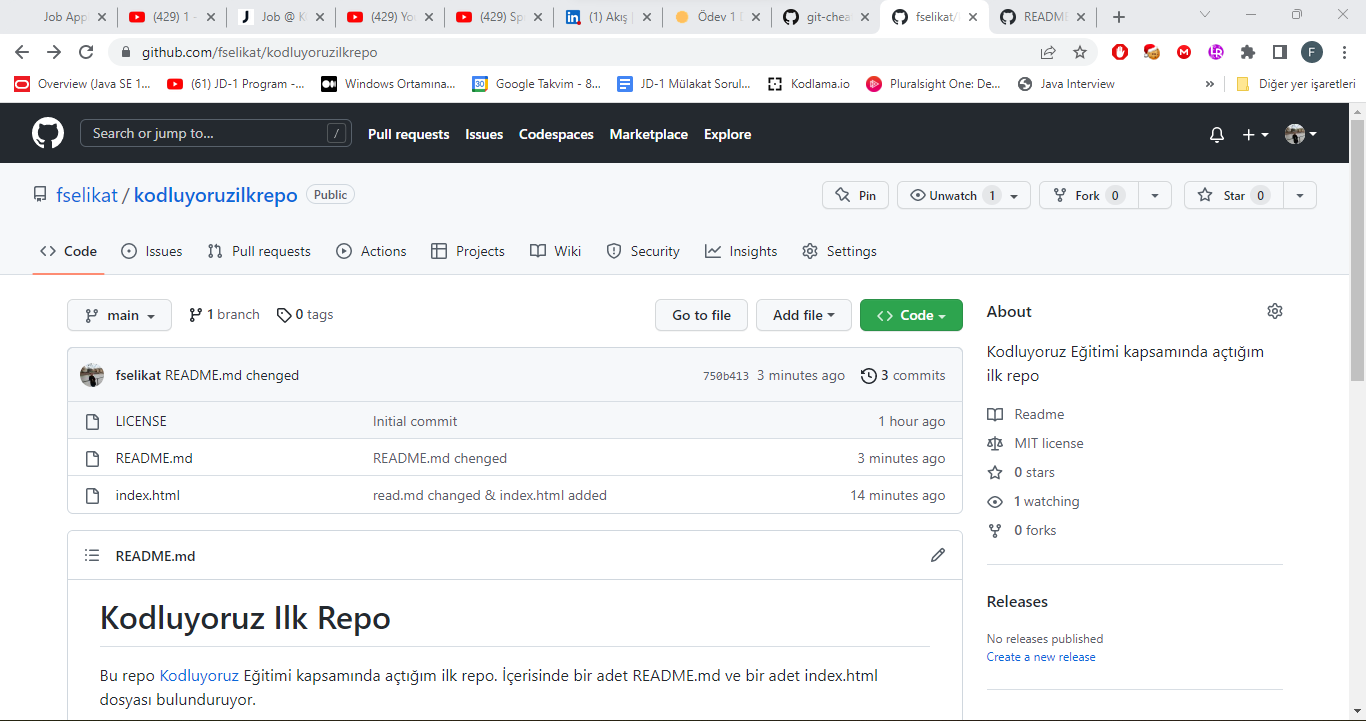 Job Appl
(429) 1 -
Job @ K
(429) Yo
(429) Sp
(1) Akış |
Ödev 1
git-chea
fselikat/
README
github.com/fselikat/kodluyoruzilkrepo
F
Overview (Java SE 1...
(61) JD-1 Program -...
Windows Ortamına...
Google Takvim - 8...
JD-1 Mülakat Sorul...
Kodlama.io
Pluralsight One: De...
Java Interview
»
Diğer yer işaretleri
Search or jump to...
/
Pull requests
Issues
Codespaces
Marketplace
Explore
fselikat / kodluyoruzilkrepo
Public
Pin
Unwatch 1
Fork 0
Star 0
Code
Issues
Pull requests
Actions
Projects
Wiki
Security
Insights
Settings
main
1 branch
0 tags
Go to file
Add file
Code
fselikat README.md chenged
750b413 3 minutes ago
3 commits
LICENSE
Initial commit
1 hour ago
README.md
README.md chenged
3 minutes ago
index.html
read.md changed & index.html added
14 minutes ago
README.md
Kodluyoruz Ilk Repo
Bu repo Kodluyoruz Eğitimi kapsamında açtığım ilk repo. İçerisinde bir adet README.md ve bir adet index.html
dosyası bulunduruyor.
About
Kodluyoruz Eğitimi kapsamında açtığım
ilk repo
Readme
MIT license
0 stars
1 watching
0 forks
Releases
No releases published
Create a new release